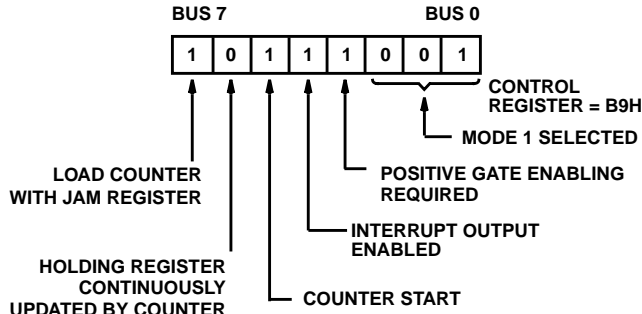 BUS 7 BUS 0
1 0 1 1 1 0 0 1
CONTROL
REGISTER = B9H
MODE 1 SELECTED
LOAD COUNTER
WITH JAM REGISTER
POSITIVE GATE ENABLING
REQUIRED
INTERRUPT OUTPUT
ENABLED
HOLDING REGISTER
CONTINUOUSLY
UPDATED BY COUNTER
COUNTER START